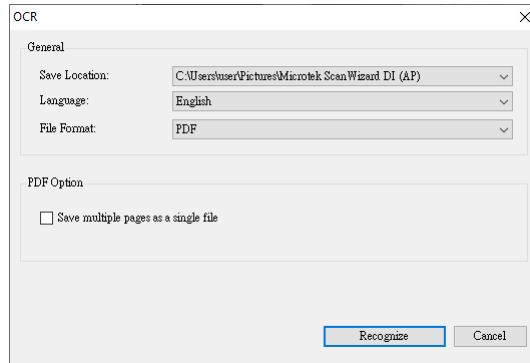 OCR
General
Save Location: C:\Users\user\Pictures\Microtek ScanWizard DI (AP)
Language: English
File Format: PDF
PDF Option
Save multiple pages as a single file
Recognize Cancel